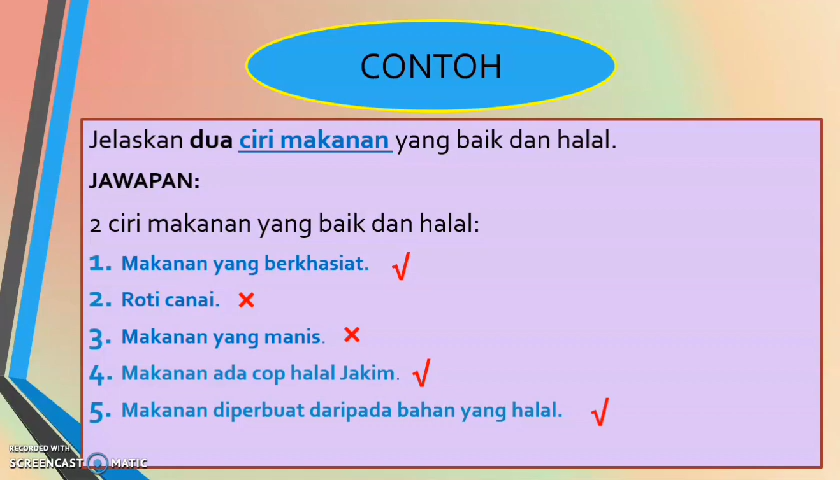 CONTOH
Jelaskan dua ciri makanan yang baik dan halal.
JAWAPAN:
2 ciri makanan yang baik dan halal:
1. Makanan yang berkhasiat. √
2. Roti canai. ×
3. Makanan yang manis. ×
4. Makanan ada cop halal Jakim. √
5. Makanan diperbuat daripada bahan yang halal. √
RECORDED WITH
SCREENCAST MATIC